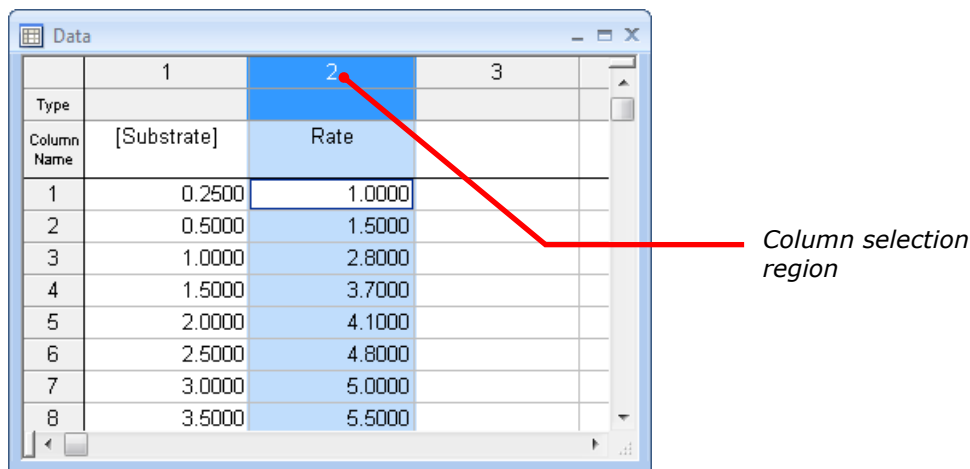 Data
1 2 3
Type
Column Name [Substrate] Rate
1 0.2500 1.0000
2 0.5000 1.5000
3 1.0000 2.8000
4 1.5000 3.7000
5 2.0000 4.1000
6 2.5000 4.8000
7 3.0000 5.0000
8 3.5000 5.5000
Column selection
region